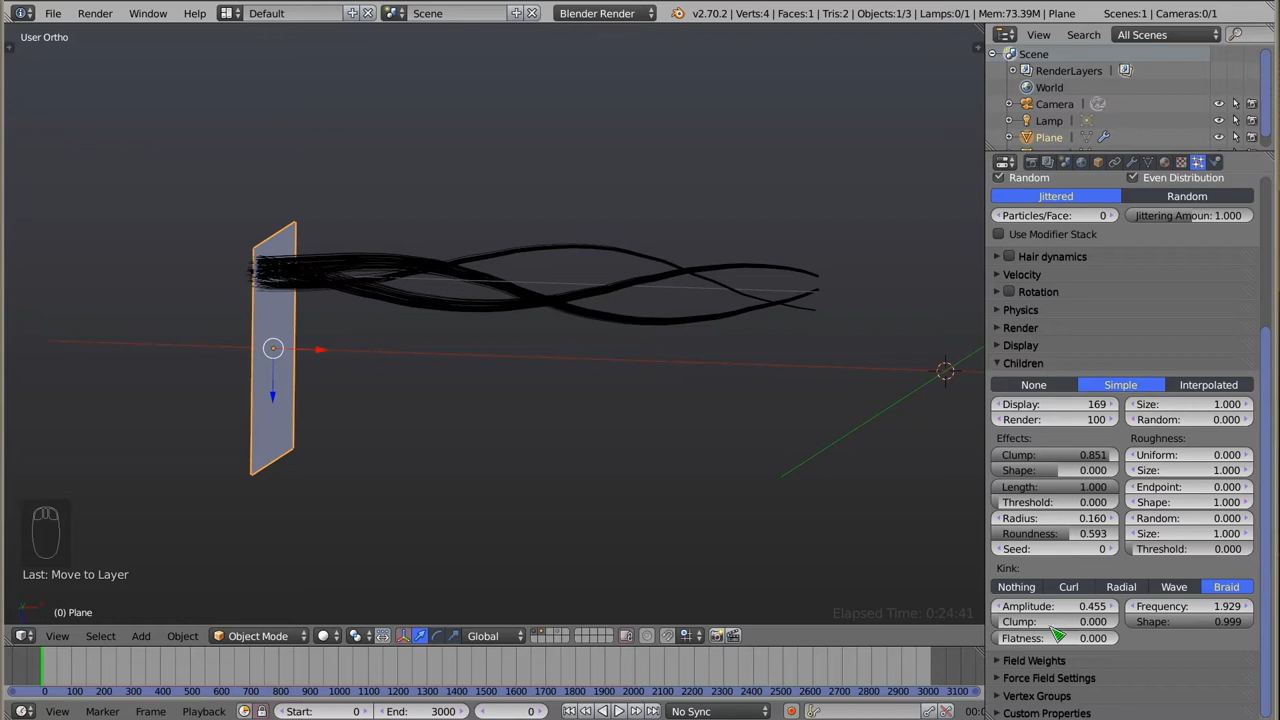 File Render Window Help Default Scene Blender Render v2.70.2 | Verts:4 | Faces:1 | Tris:2 | Objects:1/3 | Lamps:0/1 | Mem:73.39M | Plane Scenes:1 | Cameras:0/1
User Ortho
View Search All Scenes
Scene
RenderLayers
World
Camera
Lamp
Plane
Random Even Distribution
Jittered Random
Particles/Face: 0 Jittering Amoun: 1.000
Use Modifier Stack
Hair dynamics
Velocity
Rotation
Physics
Render
Display
Children
None Simple Interpolated
Display: 169 Size: 1.000
Render: 100 Random: 0.000
Effects: Roughness:
Clump: 0.851 Uniform: 0.000
Shape: 0.000 Size: 1.000
Length: 1.000 Endpoint: 0.000
Threshold: 0.000 Shape: 1.000
Radius: 0.160 Random: 0.000
Roundness: 0.593 Size: 1.000
Seed: 0 Threshold: 0.000
Kink:
Nothing Curl Radial Wave Braid
Amplitude: 0.455 Frequency: 1.929
Clump: 0.000 Shape: 0.999
Flatness: 0.000
Field Weights
Force Field Settings
Vertex Groups
Custom Properties
Last: Move to Layer
(0) Plane
Elapsed Time: 0:24:41
View Select Add Object Object Mode Global
0 100 200 300 400 500 600 700 800 900 1000 1100 1200 1300 1400 1500 1600 1700 1800 1900 2000 2100 2200 2300 2400 2500 2600 2700 2800 2900 3000 3100
View Marker Frame Playback Start: 0 End: 3000 0 No Sync